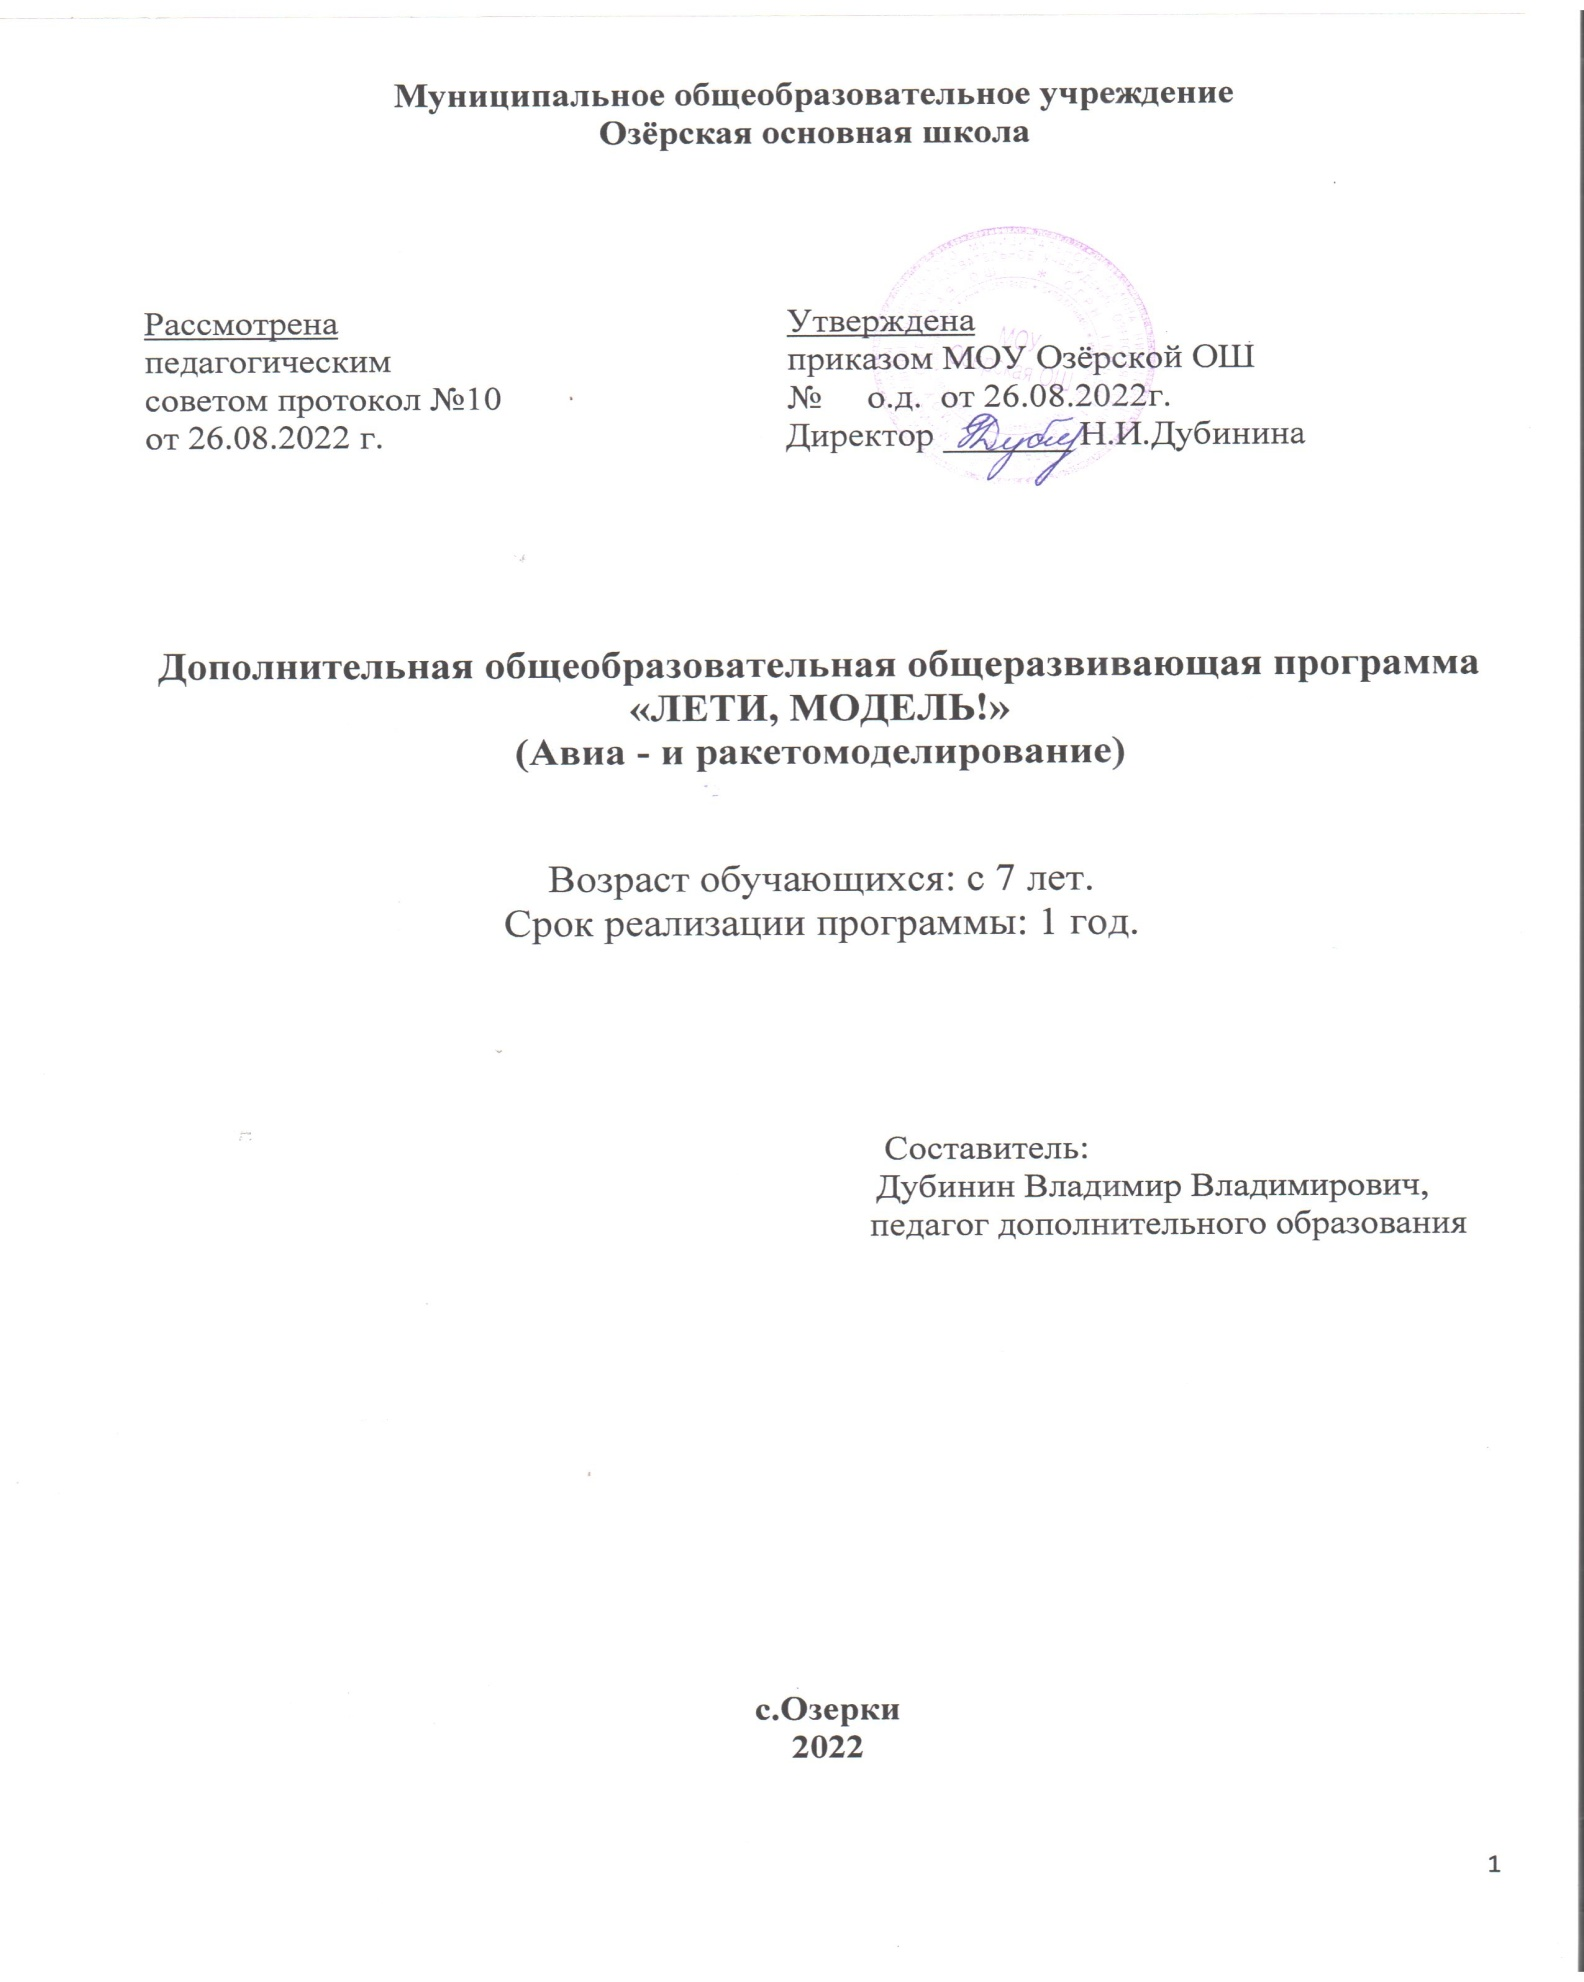 Муниципальное общеобразовательное учреждение
Озёрская основная школа
Рассмотрена
педагогическим
советом протокол №10
от 26.08.2022 г.
Утверждена
приказом МОУ Озёрской ОШ
№ о.д. от 26.08.2022г.
Директор Н.И.Дубинина
МОУ
ОШ
Дополнительная общеобразовательная общеразвивающая программа
«ЛЕТИ, МОДЕЛЬ!»
(Авиа - и ракетомоделирование)
Возраст обучающихся: с 7 лет.
Срок реализации программы: 1 год.
Составитель:
Дубинин Владимир Владимирович,
педагог дополнительного образования
с.Озерки
2022
1